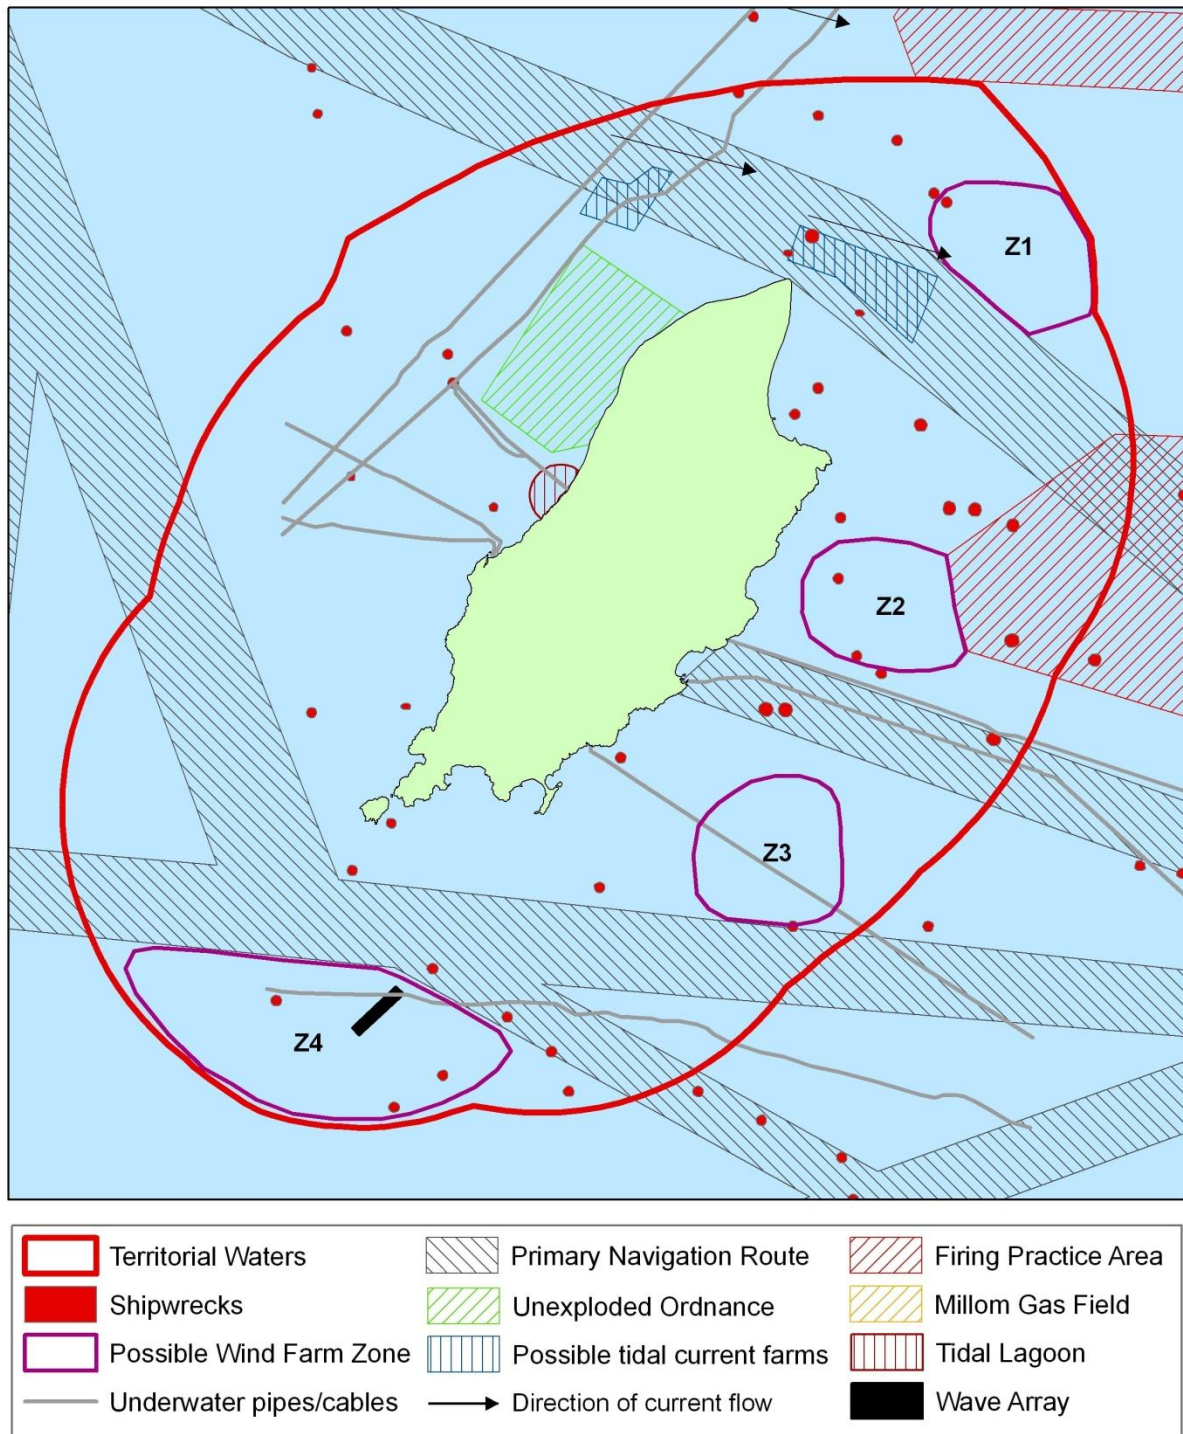 Z1
Z2
Z3
Z4
Territorial Waters
Primary Navigation Route
Firing Practice Area
Shipwrecks
Unexploded Ordnance
Millom Gas Field
Possible Wind Farm Zone
Possible tidal current farms
Tidal Lagoon
Underwater pipes/cables
Direction of current flow
Wave Array